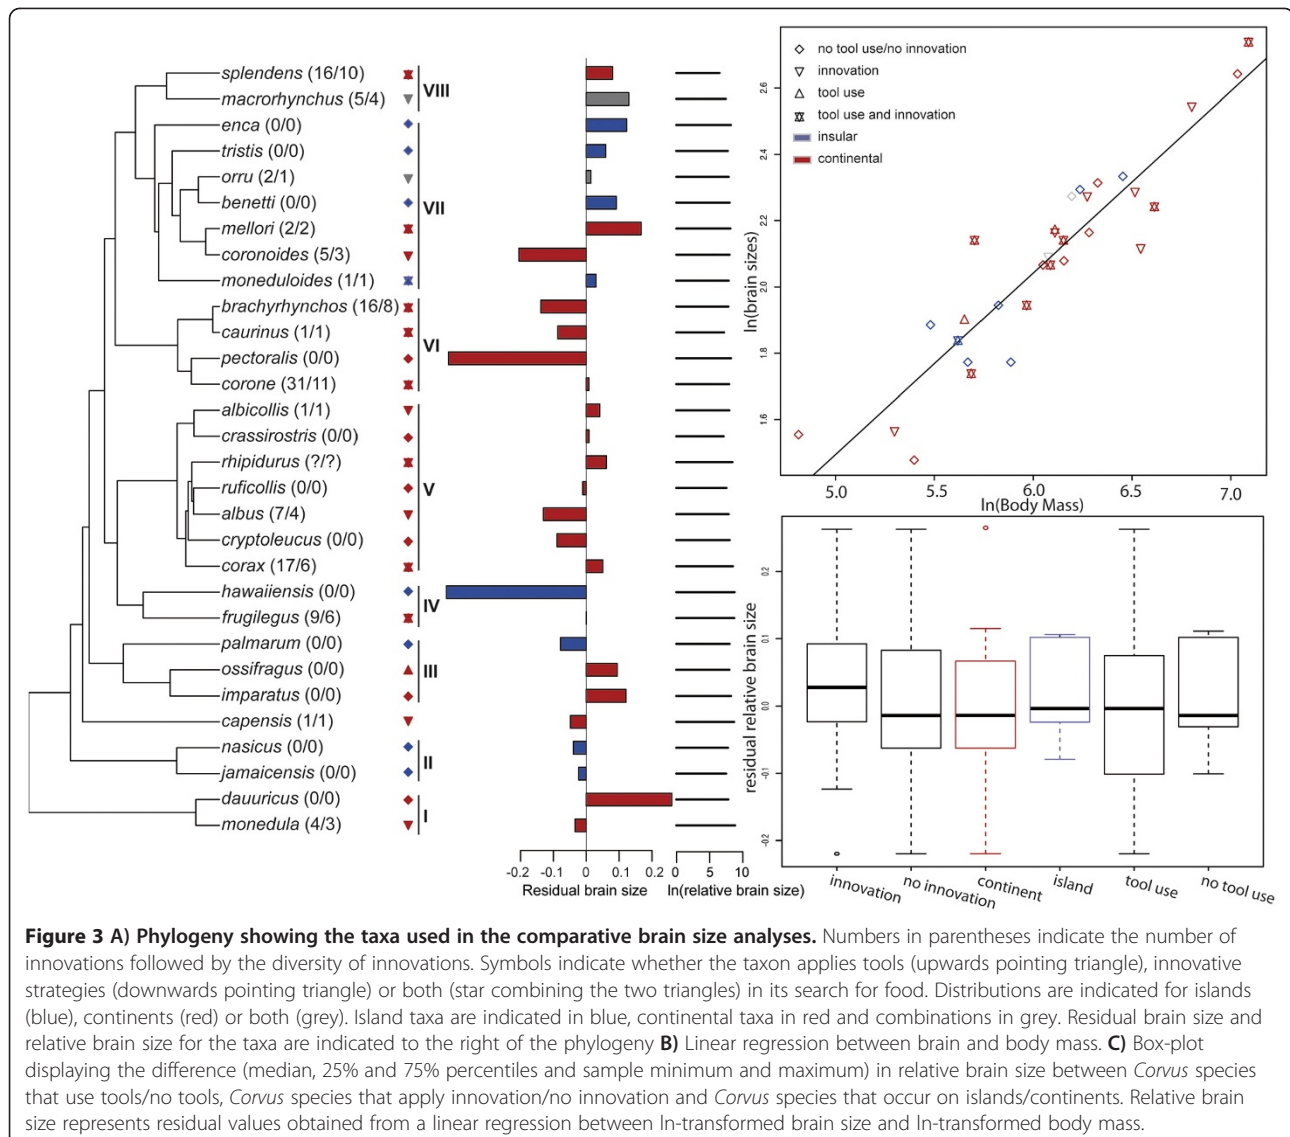 splendens (16/10)
macrorhynchus (5/4)
VIII
enca (0/0)
tristis (0/0)
orru (2/1)
benetti (0/0)
VII
mellori (2/2)
coronoides (5/3)
moneduloides (1/1)
brachyrhynchos (16/8)
caurinus (1/1)
VI
pectoralis (0/0)
corone (31/11)
albicollis (1/1)
crassirostris (0/0)
rhipidurus (?/?)
ruficollis (0/0)
V
albus (7/4)
cryptoleucus (0/0)
corax (17/6)
hawaiiensis (0/0)
IV
frugilegus (9/6)
palmarum (0/0)
ossifragus (0/0)
III
imparatus (0/0)
capensis (1/1)
nasicus (0/0)
II
jamaicensis (0/0)
dauuricus (0/0)
I
monedula (4/3)
-0.2 -0.1 0 0.1 0.2
Residual brain size
0 5 10
ln(relative brain size)
no tool use/no innovation
innovation
tool use
tool use and innovation
insular
continental
ln(brain sizes)
2.6
2.4
2.2
2.0
1.8
1.6
5.0 5.5 6.0 6.5 7.0
ln(Body Mass)
residual relative brain size
0.2
0.1
0.0
-0.1
-0.2
innovation
no innovation
continent
island
tool use
no tool use
Figure 3 A) Phylogeny showing the taxa used in the comparative brain size analyses. Numbers in parentheses indicate the number of
innovations followed by the diversity of innovations. Symbols indicate whether the taxon applies tools (upwards pointing triangle), innovative
strategies (downwards pointing triangle) or both (star combining the two triangles) in its search for food. Distributions are indicated for islands
(blue), continents (red) or both (grey). Island taxa are indicated in blue, continental taxa in red and combinations in grey. Residual brain size and
relative brain size for the taxa are indicated to the right of the phylogeny B) Linear regression between brain and body mass. C) Box-plot
displaying the difference (median, 25% and 75% percentiles and sample minimum and maximum) in relative brain size between Corvus species
that use tools/no tools, Corvus species that apply innovation/no innovation and Corvus species that occur on islands/continents. Relative brain
size represents residual values obtained from a linear regression between ln-transformed brain size and ln-transformed body mass.